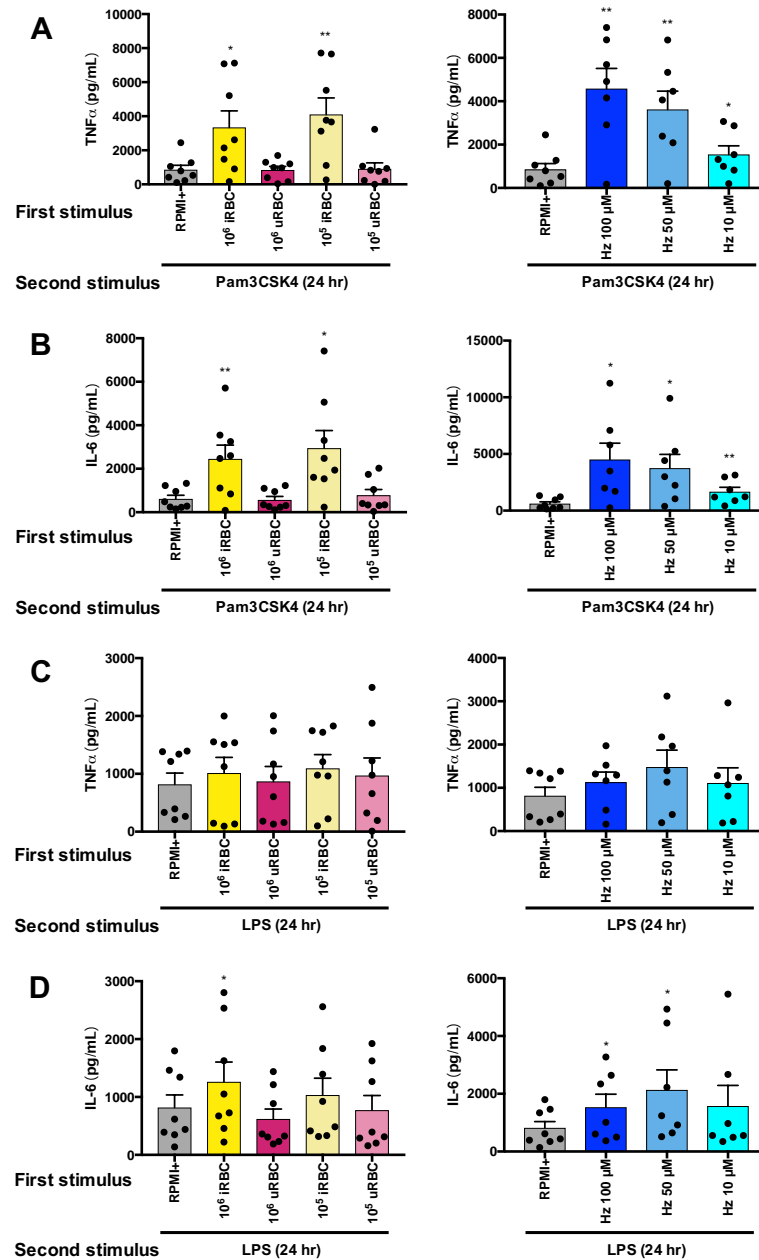 A
TNFα (pg/mL)
10000
8000
6000
4000
2000
0
*
**
RPMI+
10⁶ iRBC
10⁶ uRBC
10⁵ iRBC
10⁵ uRBC
First stimulus
Second stimulus
Pam3CSK4 (24 hr)
TNFα (pg/mL)
8000
6000
4000
2000
0
**
**
*
RPMI+
Hz 100 µM
Hz 50 µM
Hz 10 µM
Pam3CSK4 (24 hr)
B
IL-6 (pg/mL)
8000
6000
4000
2000
0
**
*
RPMI+
10⁶ iRBC
10⁶ uRBC
10⁵ iRBC
10⁵ uRBC
First stimulus
Second stimulus
Pam3CSK4 (24 hr)
IL-6 (pg/mL)
15000
10000
5000
0
*
*
**
RPMI+
Hz 100 µM
Hz 50 µM
Hz 10 µM
Pam3CSK4 (24 hr)
C
TNFα (pg/mL)
3000
2000
1000
0
RPMI+
10⁶ iRBC
10⁶ uRBC
10⁵ iRBC
10⁵ uRBC
First stimulus
Second stimulus
LPS (24 hr)
TNFα (pg/mL)
4000
3000
2000
1000
0
RPMI+
Hz 100 µM
Hz 50 µM
Hz 10 µM
LPS (24 hr)
D
IL-6 (pg/mL)
3000
2000
1000
0
*
RPMI+
10⁶ iRBC
10⁶ uRBC
10⁵ iRBC
10⁵ uRBC
First stimulus
Second stimulus
LPS (24 hr)
IL-6 (pg/mL)
6000
4000
2000
0
*
*
RPMI+
Hz 100 µM
Hz 50 µM
Hz 10 µM
LPS (24 hr)